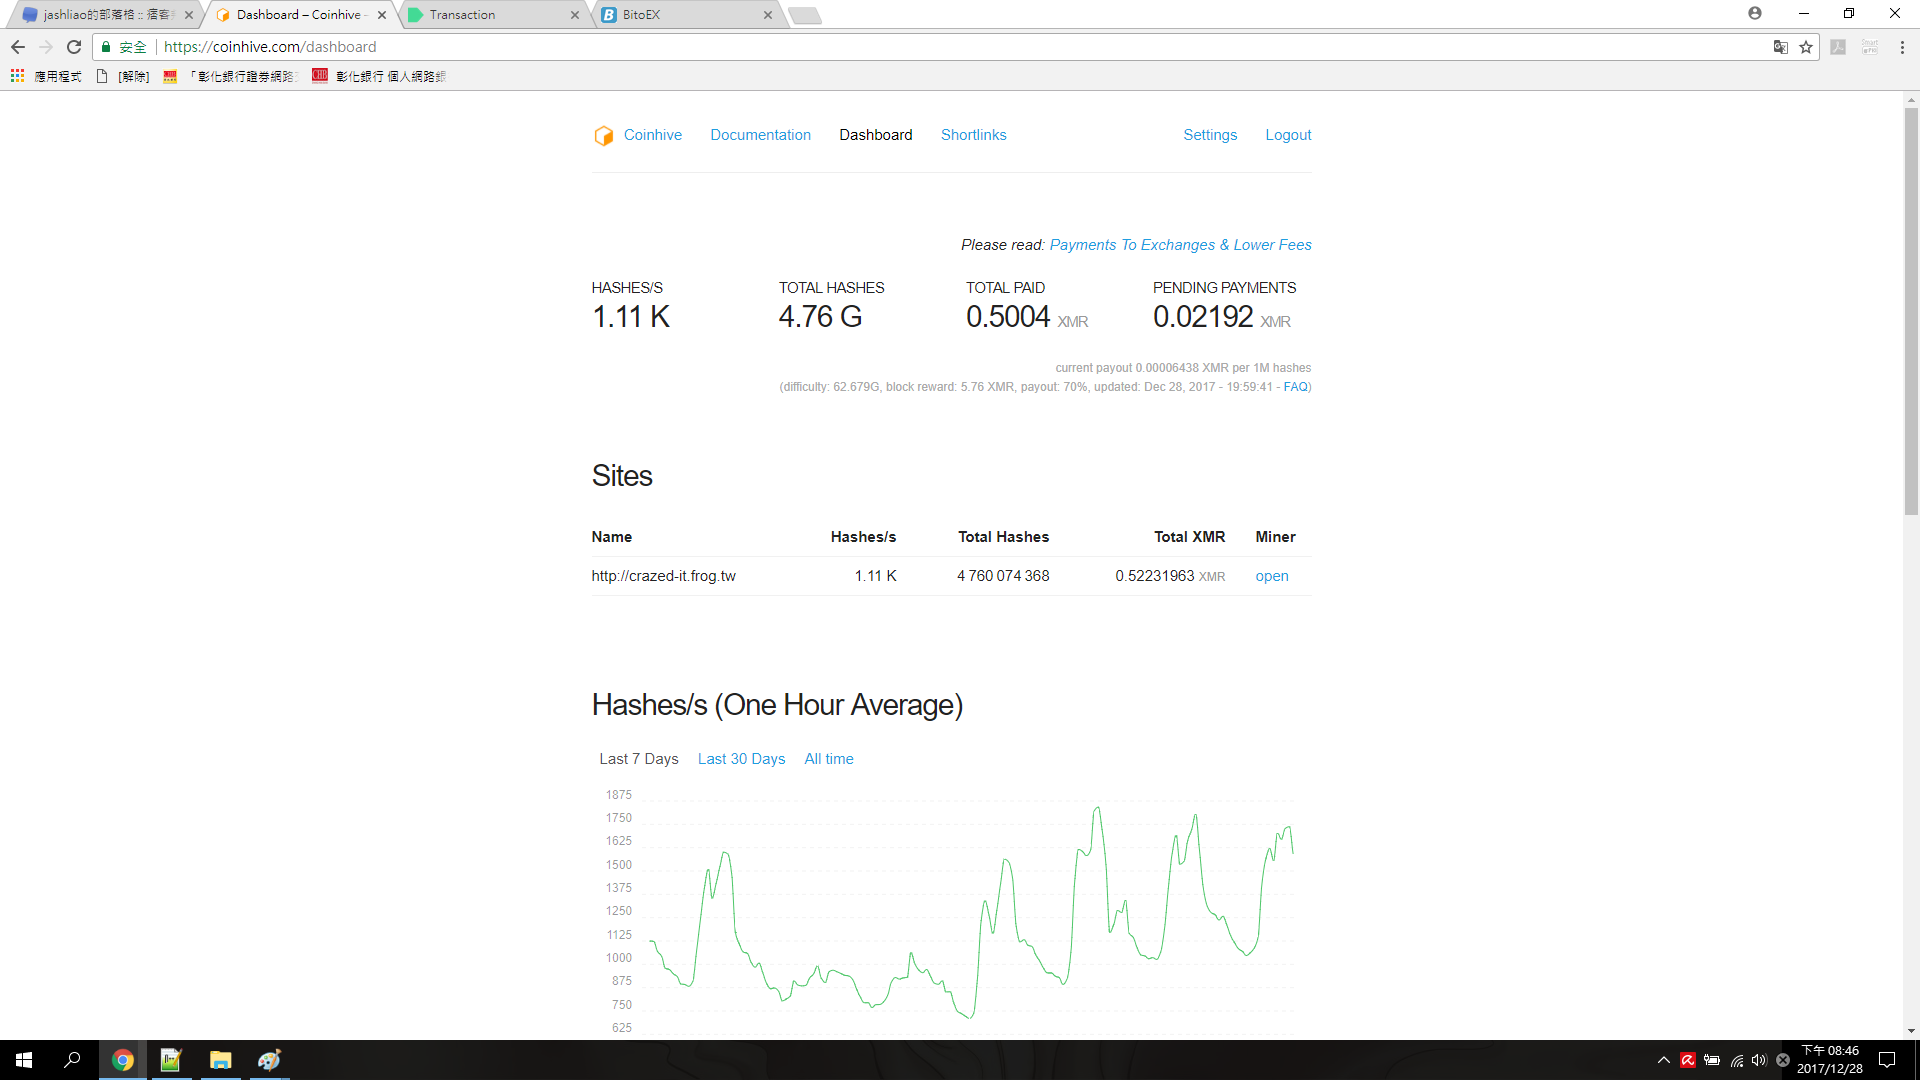 jashliao的部落格 :: 痞客
Dashboard – Coinhive -
Transaction
BitoEX
安全 https://coinhive.com/dashboard
應用程式 [解除] 「彰化銀行證券網路 彰化銀行 個人網路銀
Coinhive Documentation Dashboard Shortlinks Settings Logout
Please read: Payments To Exchanges & Lower Fees
HASHES/S TOTAL HASHES TOTAL PAID PENDING PAYMENTS
1.11 K 4.76 G 0.5004 XMR 0.02192 XMR
current payout 0.00006438 XMR per 1M hashes
(difficulty: 62.679G, block reward: 5.76 XMR, payout: 70%, updated: Dec 28, 2017 - 19:59:41 - FAQ)
Sites
Name Hashes/s Total Hashes Total XMR Miner
http://crazed-it.frog.tw 1.11 K 4 760 074 368 0.52231963 XMR open
Hashes/s (One Hour Average)
Last 7 Days Last 30 Days All time
1875
1750
1625
1500
1375
1250
1125
1000
875
750
625
下午 08:46
2017/12/28